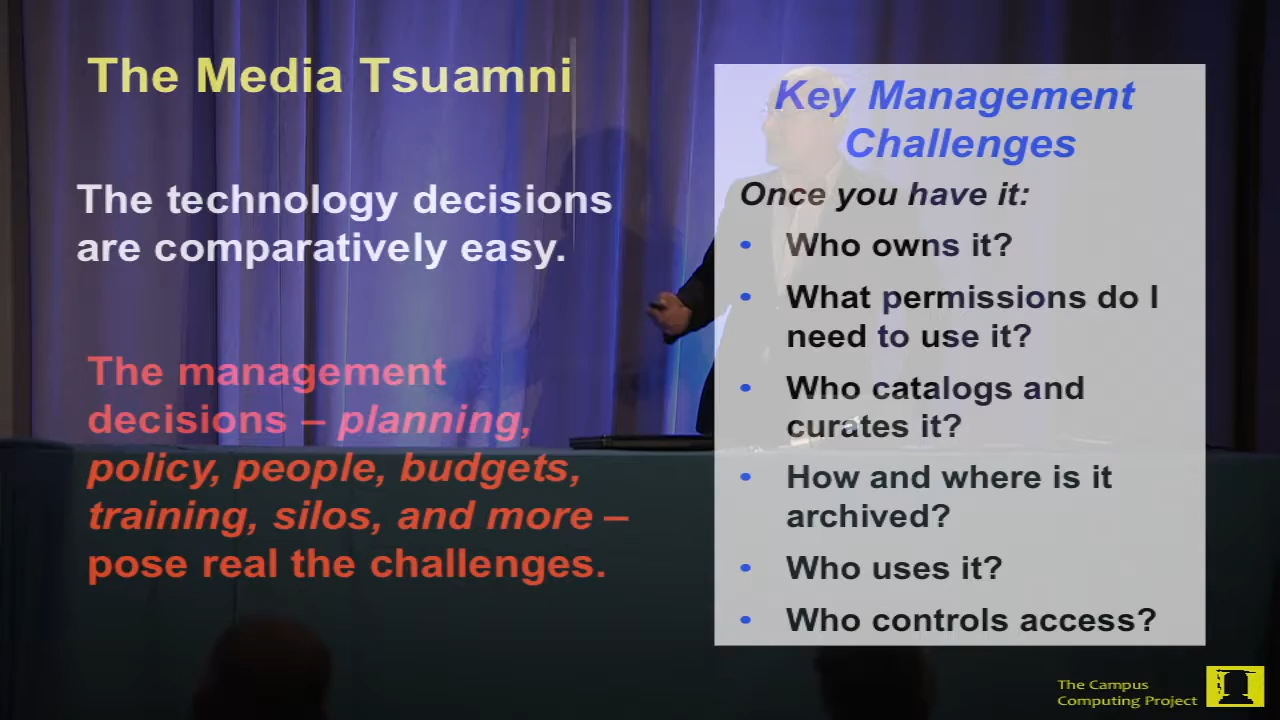 The Media Tsuamni
The technology decisions
are comparatively easy.
The management
decisions – planning,
policy, people, budgets,
training, silos, and more –
pose real the challenges.
Key Management
Challenges
Once you have it:
• Who owns it?
• What permissions do I
need to use it?
• Who catalogs and
curates it?
• How and where is it
archived?
• Who uses it?
• Who controls access?
The Campus
Computing Project